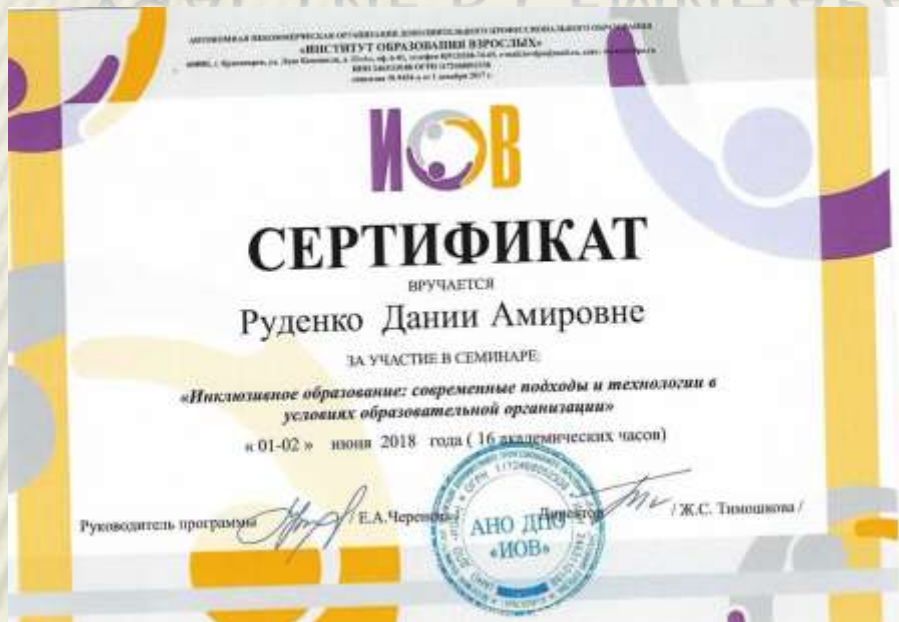 АВТОНОМНАЯ НЕКОММЕРЧЕСКАЯ ОРГАНИЗАЦИЯ ДОПОЛНИТЕЛЬНОГО ПРОФЕССИОНАЛЬНОГО ОБРАЗОВАНИЯ
«ИНСТИТУТ ОБРАЗОВАНИЯ ВЗРОСЛЫХ»
ИОВ
СЕРТИФИКАТ
ВРУЧАЕТСЯ
Руденко Дании Амировне
ЗА УЧАСТИЕ В СЕМИНАРЕ:
«Инклюзивное образование: современные подходы и технологии в
условиях образовательной организации»
« 01-02 » июня 2018 года ( 16 академических часов)
Руководитель программы / Е.А. Директор / Ж.С. Тимошкова /
АНО ДПО
«ИОВ»